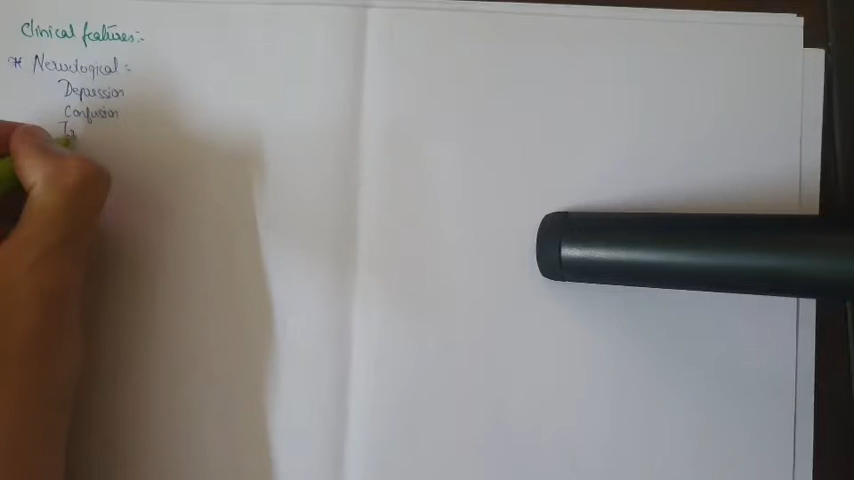 Clinical features:-
* Neurological:
Depression
Confusion